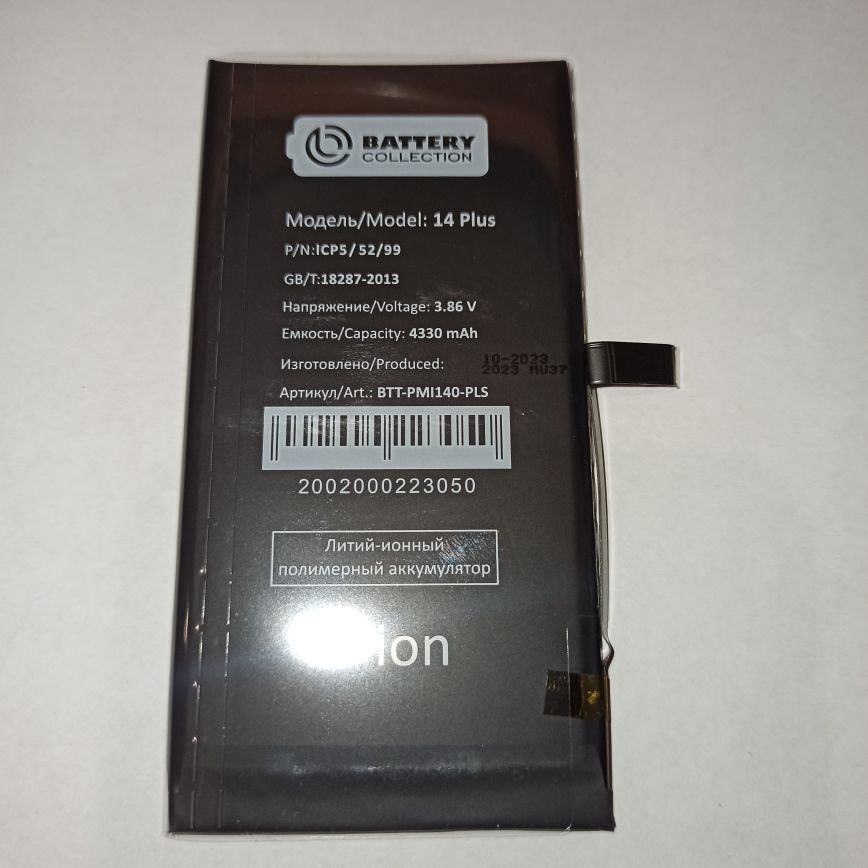 BATTERY
COLLECTION
Модель/Model: 14 Plus
P/N:ICP5/52/99
GB/T:18287-2013
Напряжение/Voltage: 3.86 V
Емкость/Capacity: 4330 mAh
10-2023
Изготовлено/Produced: 2023 MU37
Артикул/Art.: BTT-PMI140-PLS
2002000223050
Литий-ионный
полимерный аккумулятор